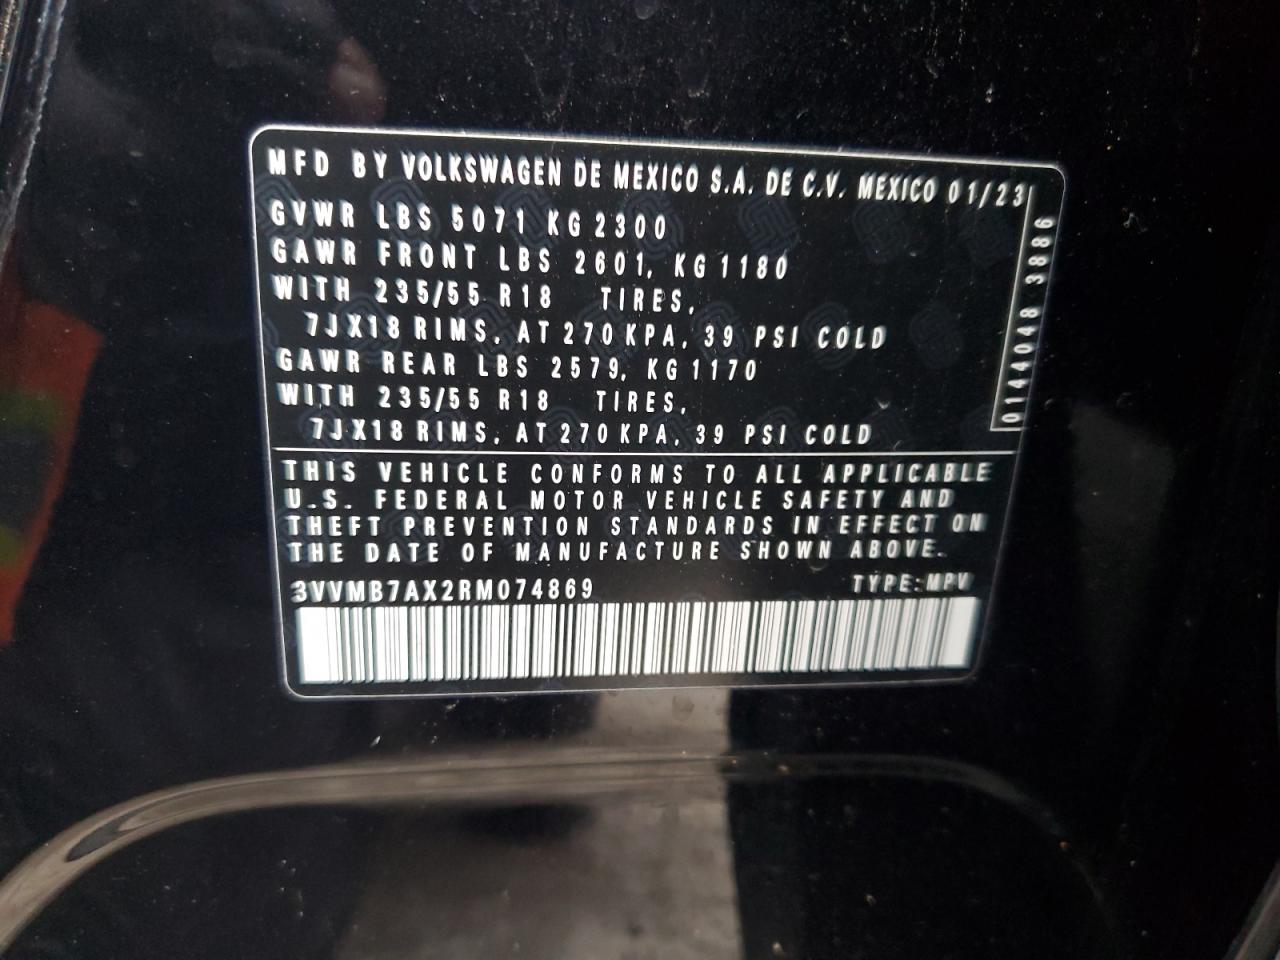 MFD BY VOLKSWAGEN DE MEXICO S.A. DE C.V. MEXICO 01/23
GVWR LBS 5071 KG 2300
GAWR FRONT LBS 2601, KG 1180
WITH 235/55 R18 TIRES,
7JX18 RIMS, AT 270 KPA, 39 PSI COLD
GAWR REAR LBS 2579, KG 1170
WITH 235/55 R18 TIRES,
7JX18 RIMS, AT 270 KPA, 39 PSI COLD
0144048 3886
THIS VEHICLE CONFORMS TO ALL APPLICABLE
U.S. FEDERAL MOTOR VEHICLE SAFETY AND
THEFT PREVENTION STANDARDS IN EFFECT ON
THE DATE OF MANUFACTURE SHOWN ABOVE.
3VVMB7AX2RM074869 TYPE: MPV